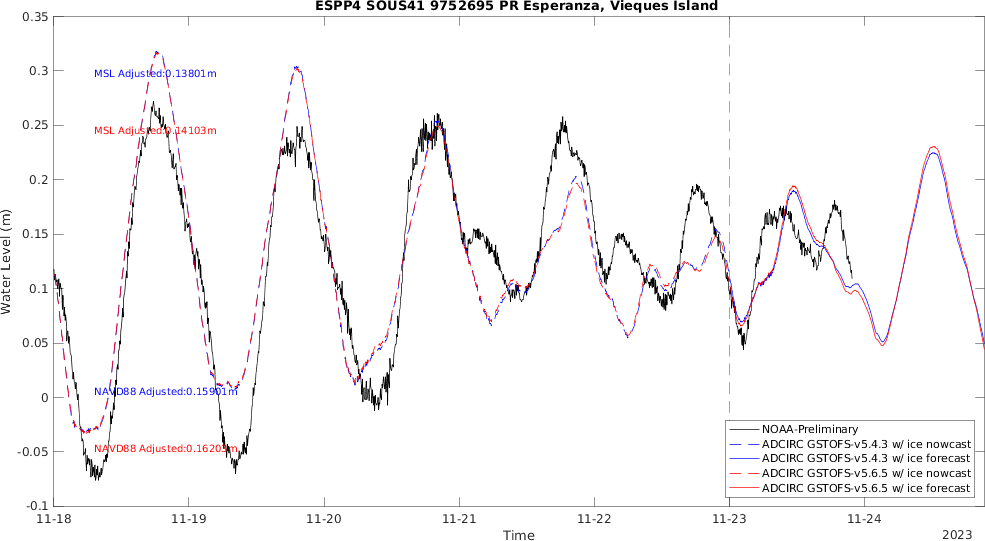 ESPP4 SOUS41 9752695 PR Esperanza, Vieques Island
0.35
0.3
0.25
0.2
0.15
0.1
0.05
0
-0.05
-0.1
Water Level (m)
MSL Adjusted:0.13801m
MSL Adjusted:0.14103m
NAVD88 Adjusted:0.15901m
NAVD88 Adjusted:0.16203m
NOAA-Preliminary
ADCIRC GSTOFS-v5.4.3 w/ ice nowcast
ADCIRC GSTOFS-v5.4.3 w/ ice forecast
ADCIRC GSTOFS-v5.6.5 w/ ice nowcast
ADCIRC GSTOFS-v5.6.5 w/ ice forecast
11-18 11-19 11-20 11-21 11-22 11-23 11-24
Time
2023